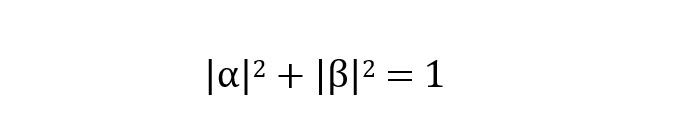 |α|² + |β|² = 1